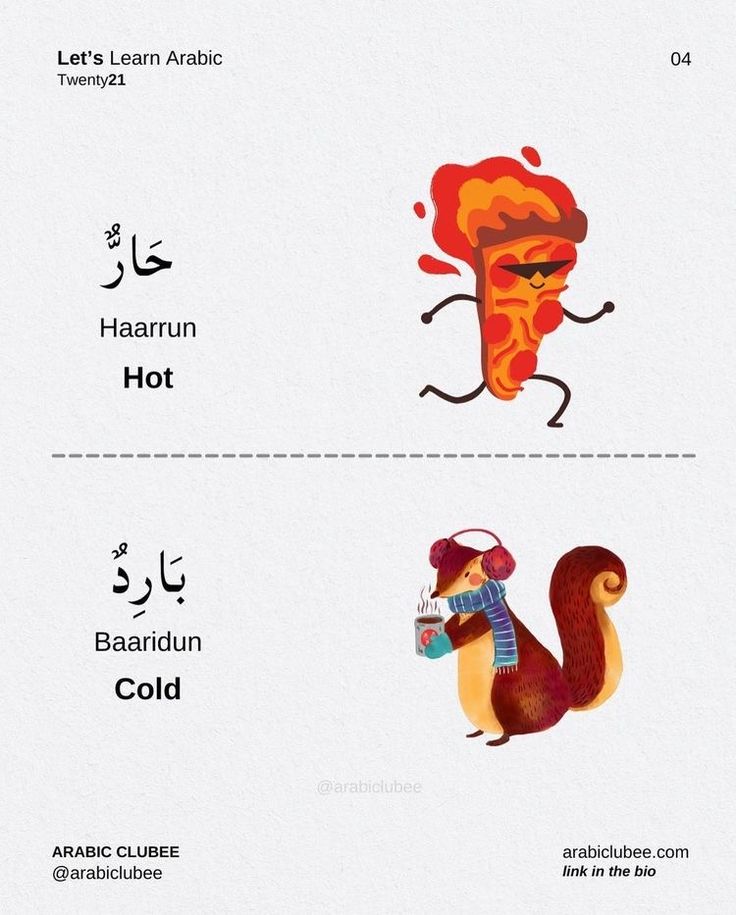 Let's Learn Arabic
Twenty21
04
حَارٌّ
Haarrun
Hot
بَارِدٌ
Baaridun
Cold
@arabiclubee
ARABIC CLUBEE
@arabiclubee
arabiclubee.com
link in the bio